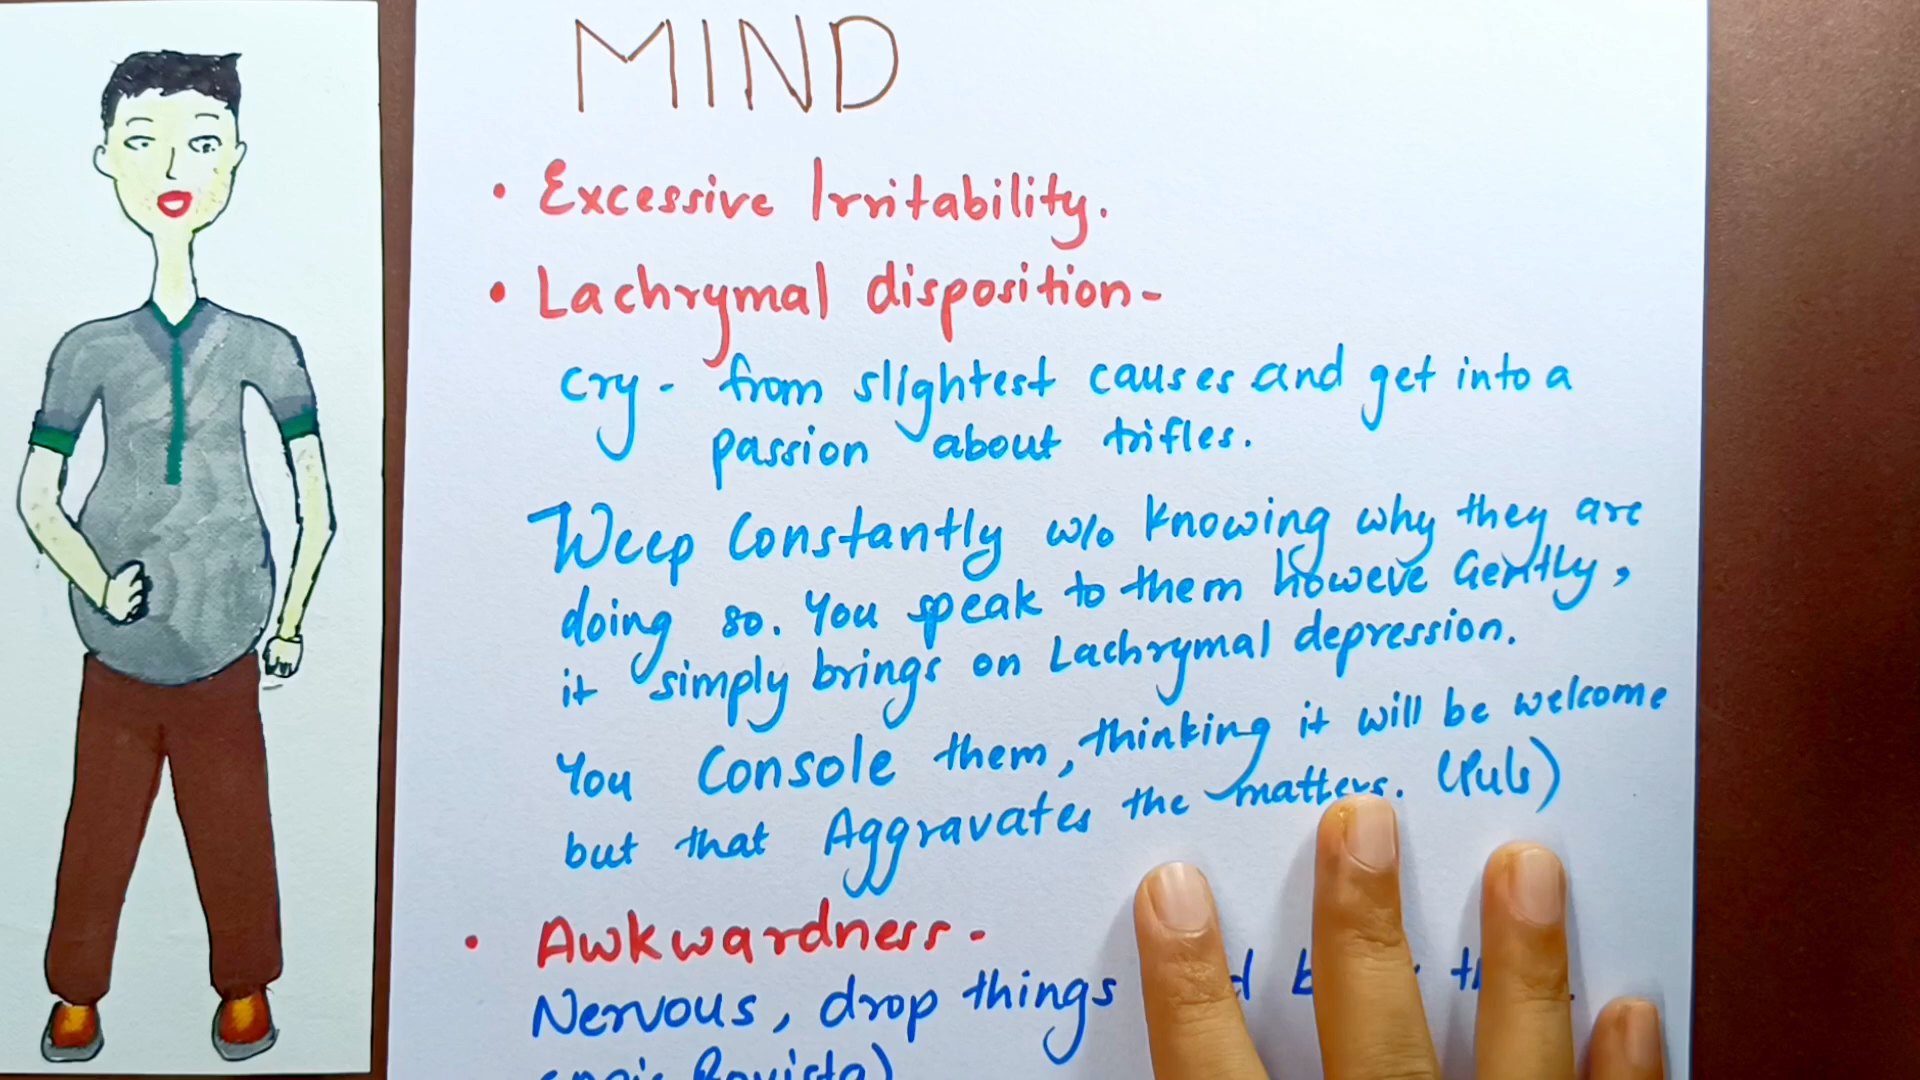 MIND
• Excessive Irritability.
• Lachrymal disposition-
cry - from slightest causes and get into a
passion about trifles.
Weep Constantly w/o knowing why they are
doing so. You speak to them howeve Gently,
it simply brings on Lachrymal depression.
You Console them, thinking it will be welcome
but that Aggravates the matters. (Puls)
• Awkwardness-
Nervous, drop things
Bovista)